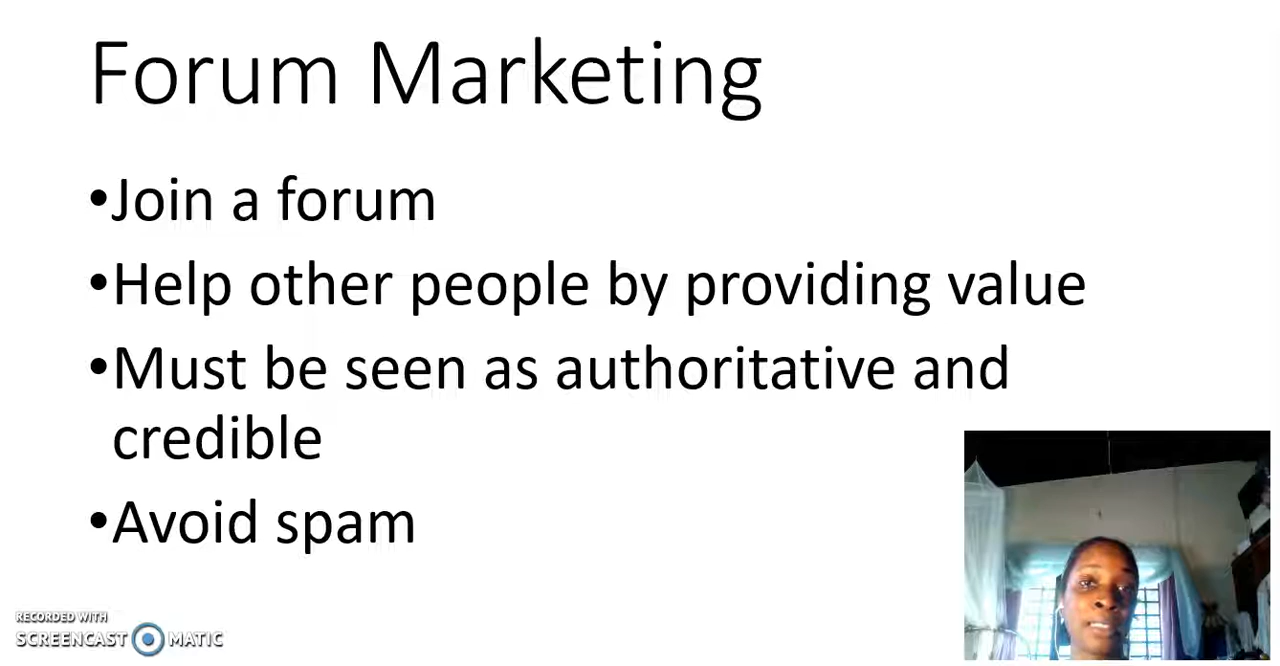 Forum Marketing
•Join a forum
•Help other people by providing value
•Must be seen as authoritative and
credible
•Avoid spam
RECORDED WITH
SCREENCAST MATIC